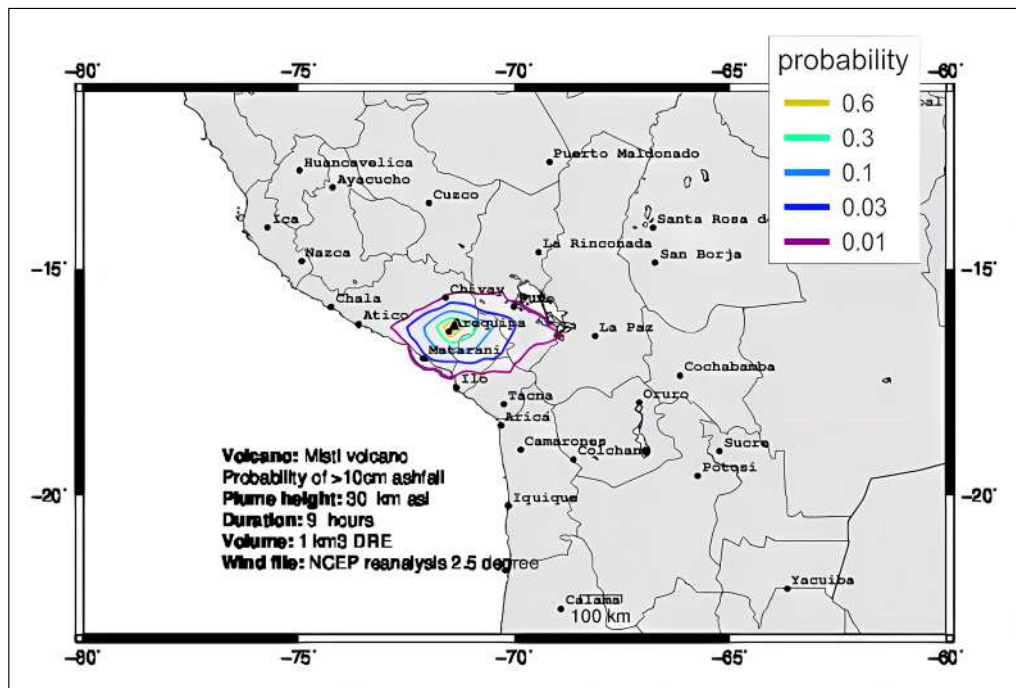 probability
0.6
0.3
0.1
0.03
0.01
-80° -75° -70° -65° -60°
Puerto Maldonado
Huancavelica
Ayacucho
Cuzco
Ica
Santa Rosa de
La Rinconada
San Borja
Nazca
-15° -15°
Chivay
Puno
Chala
Atico
Arequipa
La Paz
Matarani
Cochabamba
Ilo
Tacna
Oruro
Arica
Camarones
Colchane
Sucre
Potosi
Volcano: Misti volcano
Probability of >10cm ashfall
Plume height: 30 km asl
Duration: 9 hours
Volume: 1 km3 DRE
Wind file: NCEP reanalysis 2.5 degree
-20° -20°
Iquique
Yacuiba
Calama
100 km
-80° -75° -70° -65° -60°